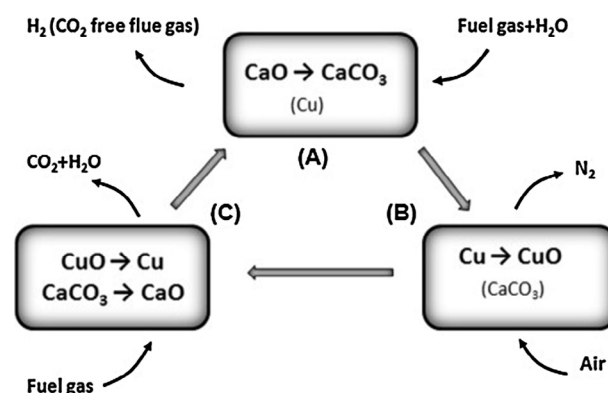 H₂ (CO₂ free flue gas)
Fuel gas+H₂O
CaO → CaCO₃
(Cu)
(A)
CO₂+H₂O
N₂
(C)
(B)
CuO → Cu
CaCO₃ → CaO
Cu → CuO
(CaCO₃)
Fuel gas
Air